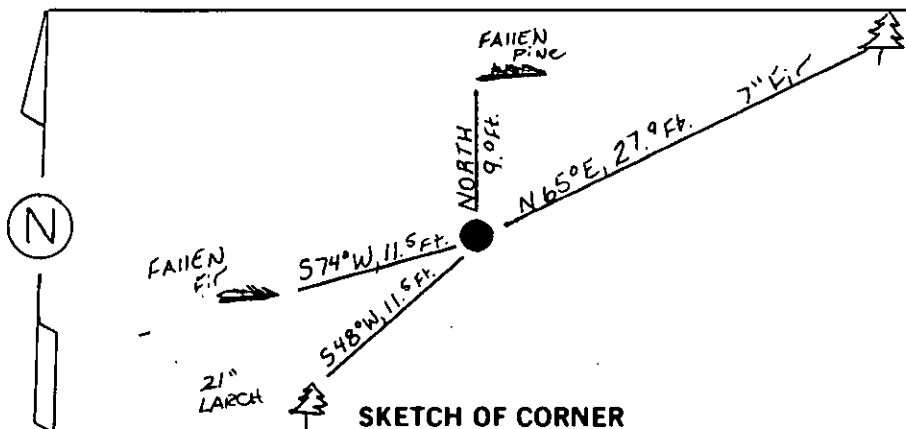 FAllEN
PiNE
7" Fir
NORTH
9.0 Ft.
N 65° E, 27.9 Ft.
N
S 74° W, 11.5 Ft.
FAllEN
Fir
S 48° W, 11.5 Ft.
21"
LARCH
SKETCH OF CORNER